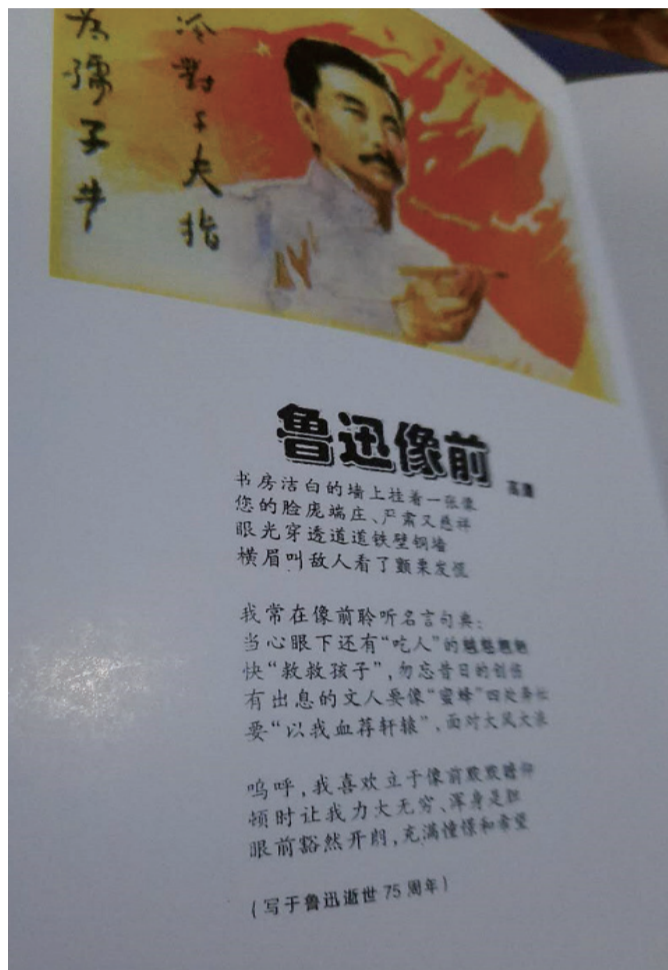 冷對千夫指
为孺子牛
鲁迅像前
书房洁白的墙上挂着一张像
您的脸庞端庄、严肃又慈祥
眼光穿透道道铁壁铜墙
横眉叫敌人看了颤栗发慌
我常在像前聆听名言句典:
当心眼下还有“吃人”的魑魅魍魉
快“救救孩子”,勿忘昔日的创伤
有出息的文人要像“蜜蜂”四处奔忙
要“以我血荐轩辕”,面对大风大浪
呜呼,我喜欢立于像前默默瞻仰
顿时让我力大无穷、浑身是胆
眼前豁然开朗,充满憧憬和希望
(写于鲁迅逝世75周年)